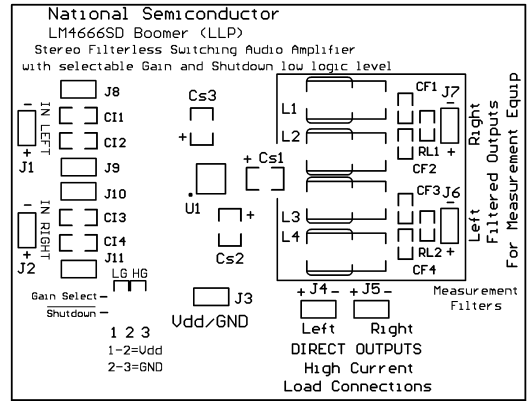 National Semiconductor
LM4666SD Boomer (LLP)
Stereo Filterless Switching Audio Amplifier
with selectable Gain and Shutdown low logic level
J8
CI1
IN LEFT
-
+
J1
CI2
J9
J10
CI3
IN RIGHT
-
+
J2
CI4
J11
LG HG
Gain Select –
Shutdown –
1 2 3
1-2=Vdd
2-3=GND
Cs3
+
U1
+ Cs1
+
Cs2
J3
Vdd/GND
L1
L2
L3
L4
CF1
RL1
CF2
CF3
RL2
CF4
J7
-
+
J6
-
+
Right
Left
Filtered Outputs
For Measurement Equip
Measurement
Filters
+ J4 -
+ J5 -
Left
Right
DIRECT OUTPUTS
High Current
Load Connections